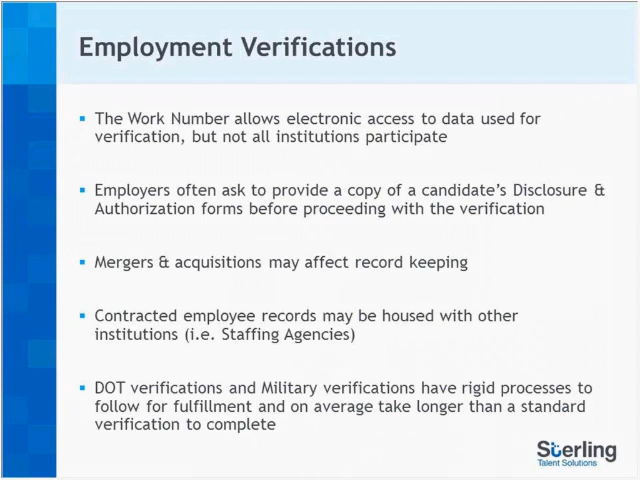 Employment Verifications
▪ The Work Number allows electronic access to data used for
verification, but not all institutions participate
▪ Employers often ask to provide a copy of a candidate’s Disclosure &
Authorization forms before proceeding with the verification
▪ Mergers & acquisitions may affect record keeping
▪ Contracted employee records may be housed with other
institutions (i.e. Staffing Agencies)
▪ DOT verifications and Military verifications have rigid processes to
follow for fulfillment and on average take longer than a standard
verification to complete
Sterling
Talent Solutions